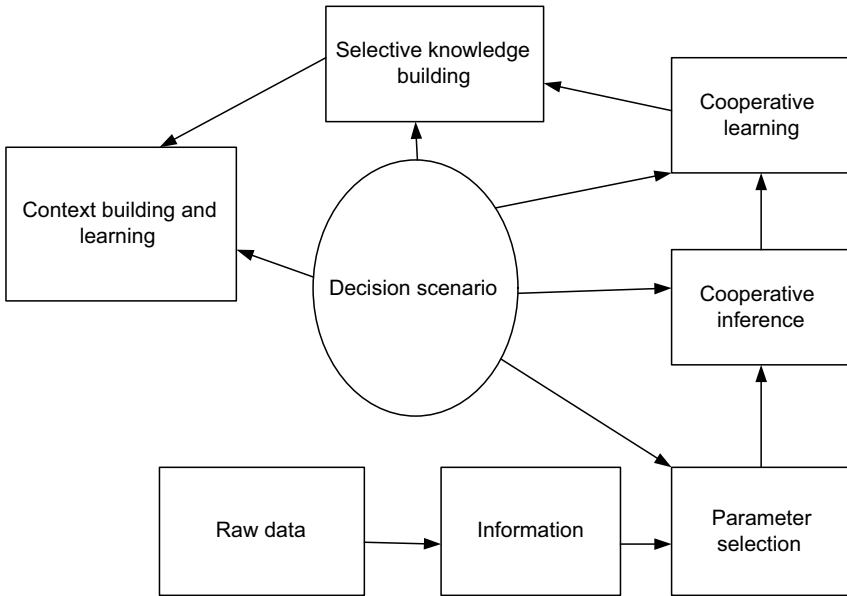 Selective knowledge
building
Cooperative
learning
Context building and
learning
Decision scenario
Cooperative
inference
Raw data
Information
Parameter
selection